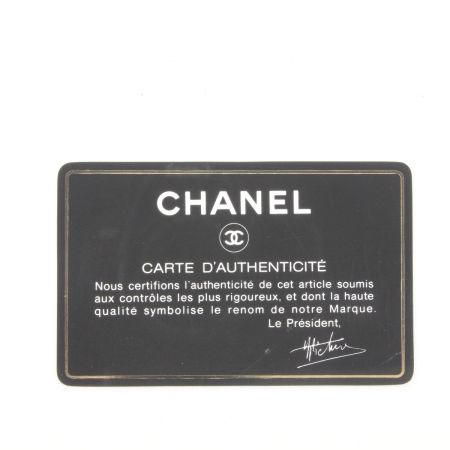 CHANEL
CARTE D'AUTHENTICITÉ
Nous certifions l'authenticité de cet article soumis
aux contrôles les plus rigoureux, et dont la haute
qualité symbolise le renom de notre Marque.
Le Président,